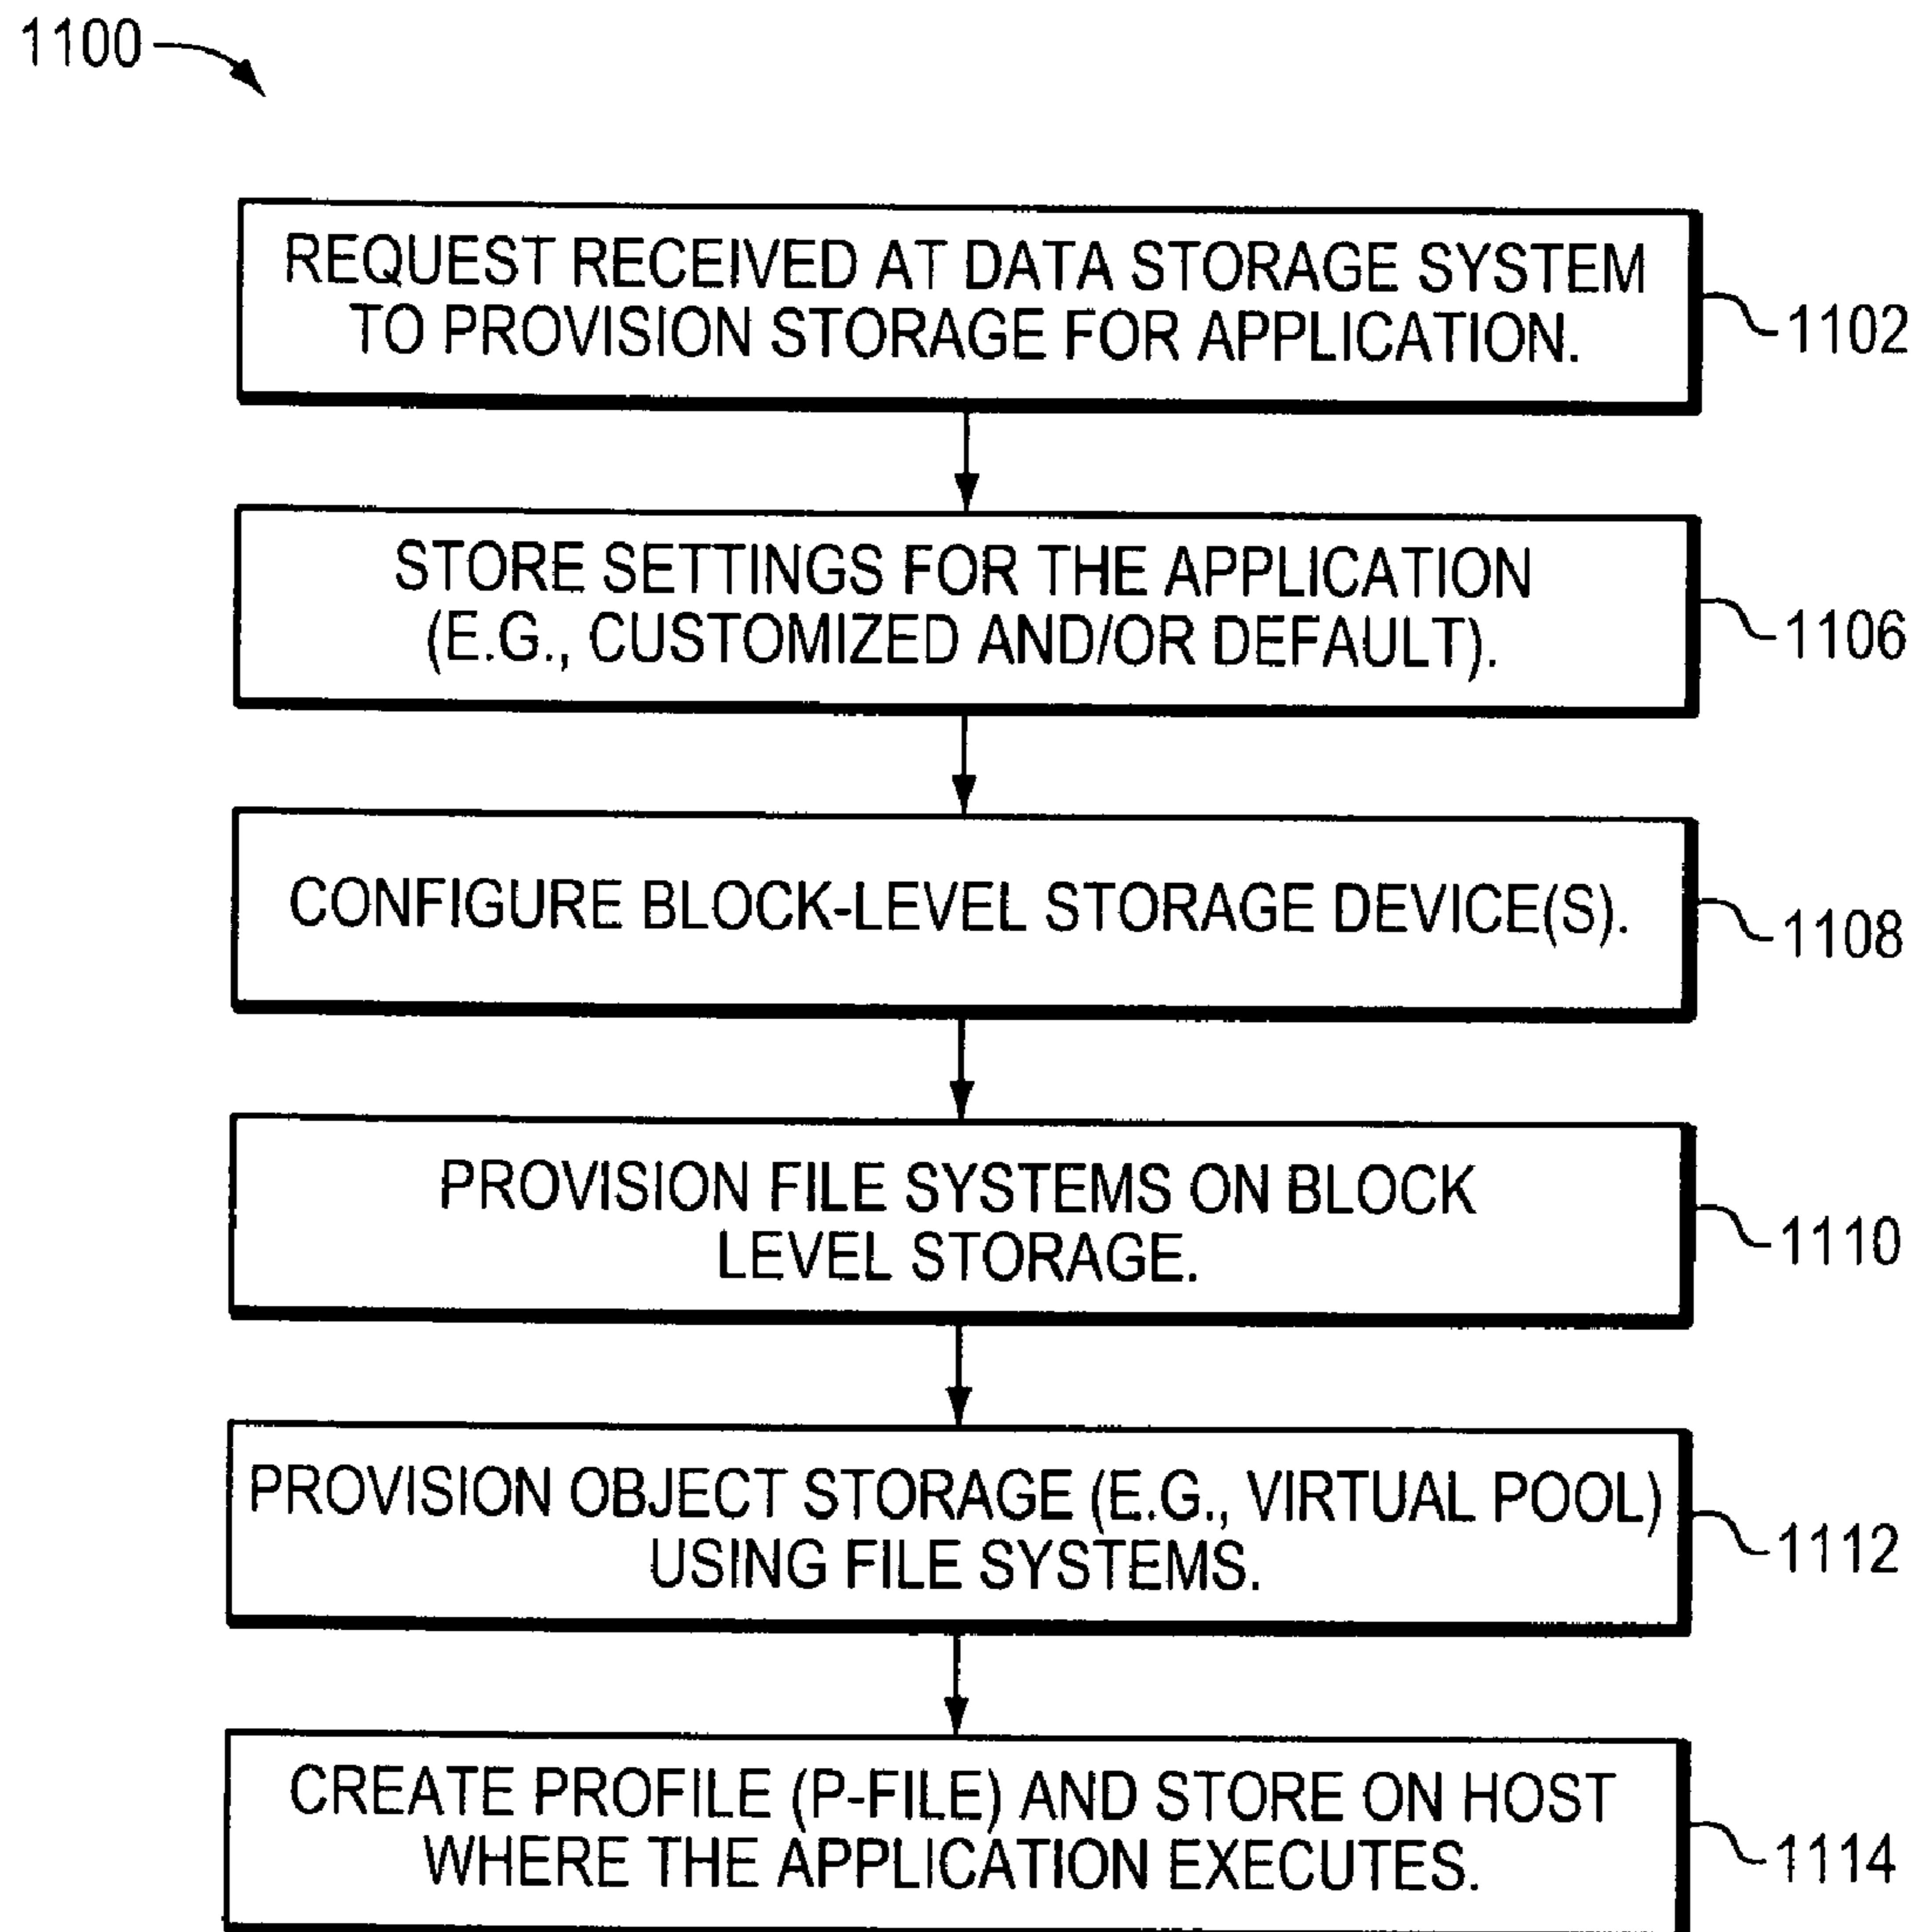 1100
REQUEST RECEIVED AT DATA STORAGE SYSTEM
TO PROVISION STORAGE FOR APPLICATION.
1102
STORE SETTINGS FOR THE APPLICATION
(E.G., CUSTOMIZED AND/OR DEFAULT).
1106
CONFIGURE BLOCK-LEVEL STORAGE DEVICE(S).
1108
PROVISION FILE SYSTEMS ON BLOCK
LEVEL STORAGE.
1110
PROVISION OBJECT STORAGE (E.G., VIRTUAL POOL)
USING FILE SYSTEMS.
1112
CREATE PROFILE (P-FILE) AND STORE ON HOST
WHERE THE APPLICATION EXECUTES.
1114